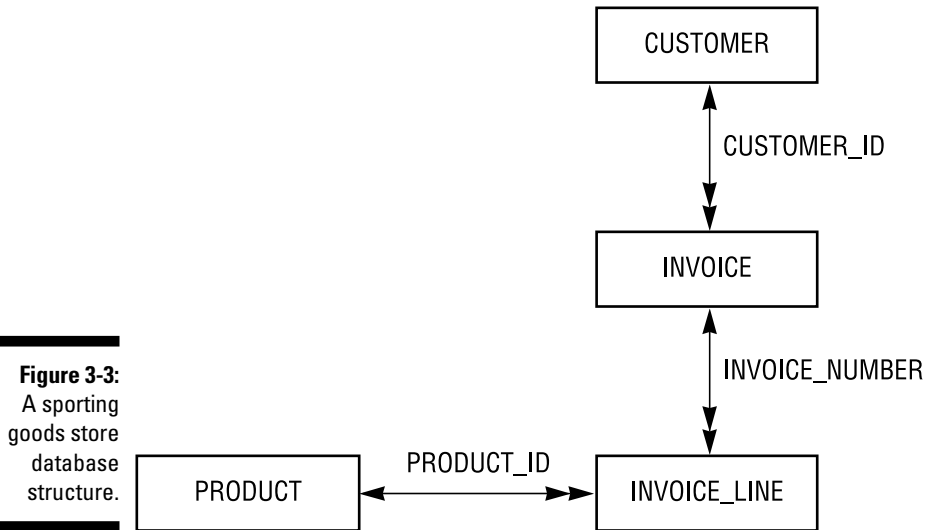 CUSTOMER
CUSTOMER_ID
INVOICE
INVOICE_NUMBER
Figure 3-3:
A sporting
goods store
database
structure.
PRODUCT
PRODUCT_ID
INVOICE_LINE